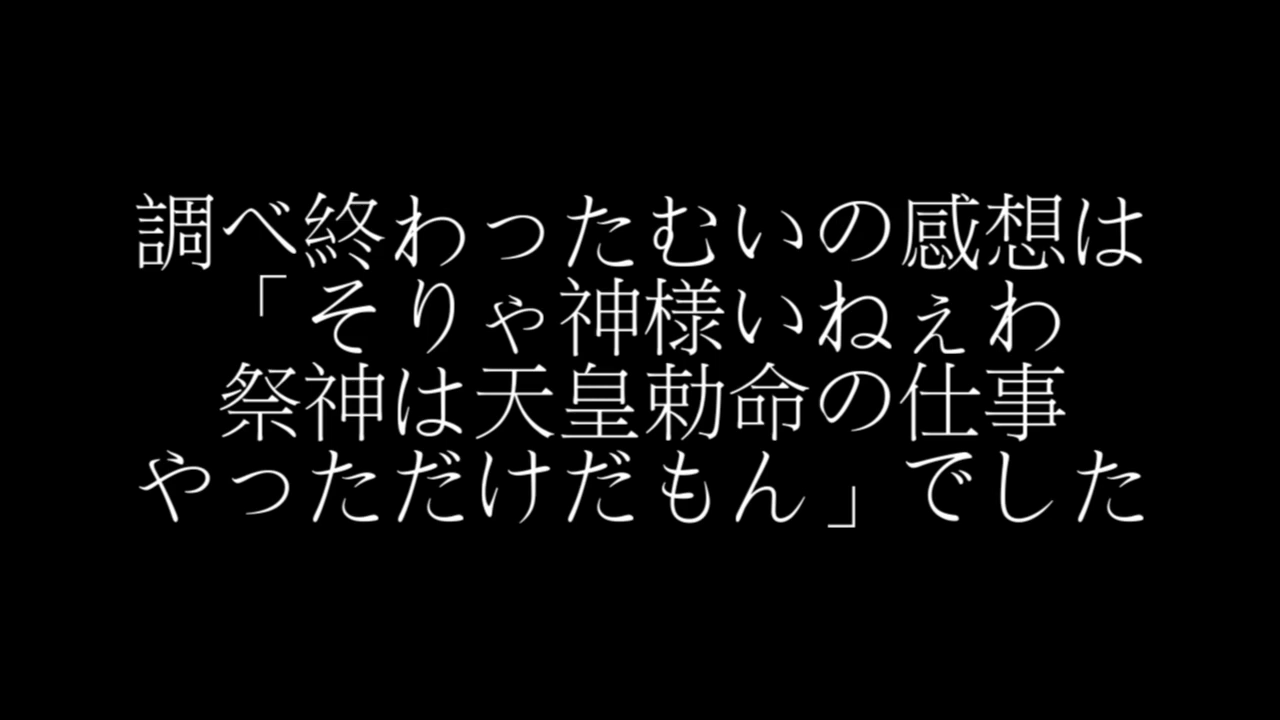 調べ終わったむいの感想は
「そりゃ神様いねぇわ
祭神は天皇勅命の仕事
やっただけだもん」でした